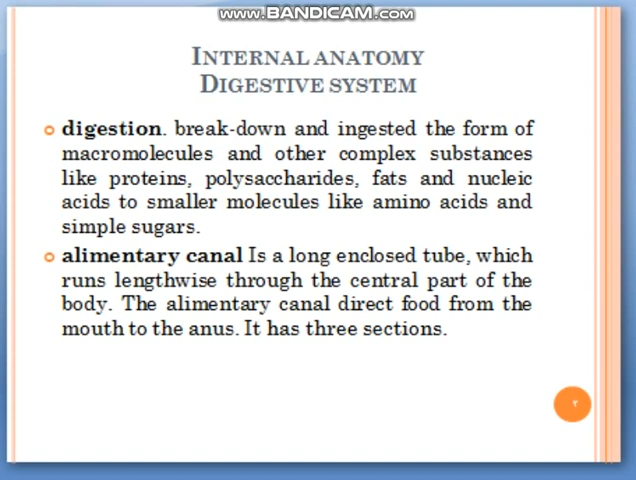 www.BANDICAM.com
INTERNAL ANATOMY
DIGESTIVE SYSTEM
digestion. break-down and ingested the form of
macromolecules and other complex substances
like proteins, polysaccharides, fats and nucleic
acids to smaller molecules like amino acids and
simple sugars.
alimentary canal Is a long enclosed tube, which
runs lengthwise through the central part of the
body. The alimentary canal direct food from the
mouth to the anus. It has three sections.
٢